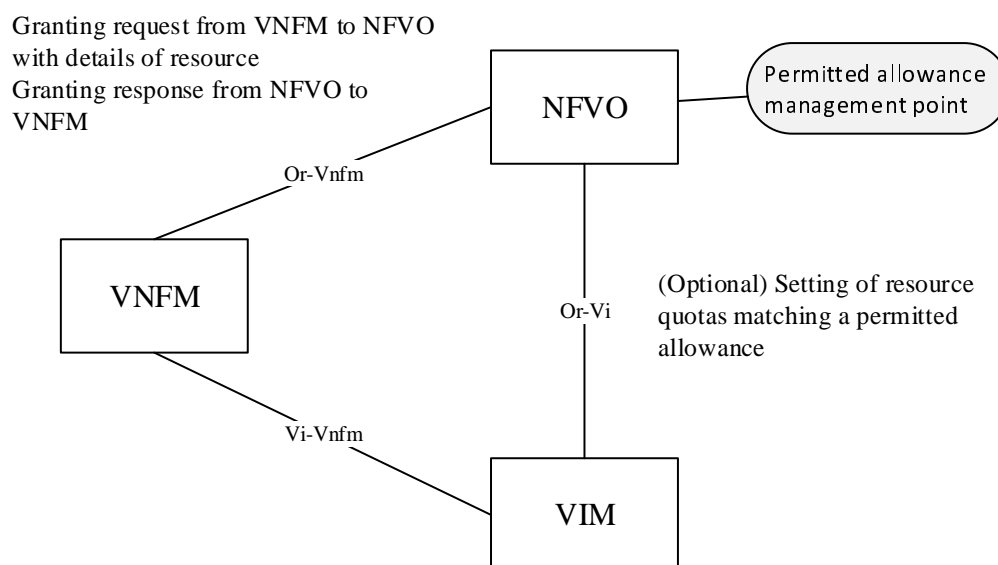 Granting request from VNFM to NFVO
with details of resource
Granting response from NFVO to
VNFM
NFVO
Permitted allowance
management point
Or-Vnfm
VNFM
(Optional) Setting of resource
quotas matching a permitted
allowance
Or-Vi
Vi-Vnfm
VIM